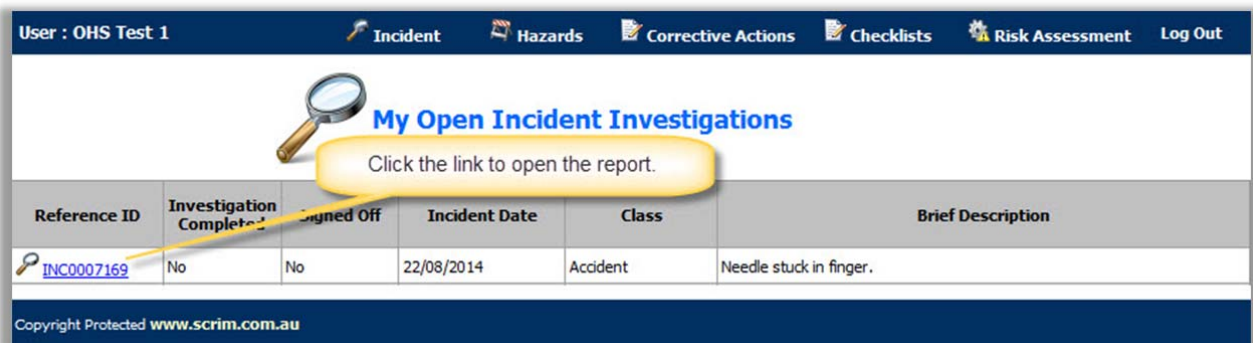 User : OHS Test 1 Incident Hazards Corrective Actions Checklists Risk Assessment Log Out
My Open Incident Investigations
Click the link to open the report.
Reference ID Investigation Completed Signed Off Incident Date Class Brief Description
INC0007169 No No 22/08/2014 Accident Needle stuck in finger.
Copyright Protected www.scrim.com.au